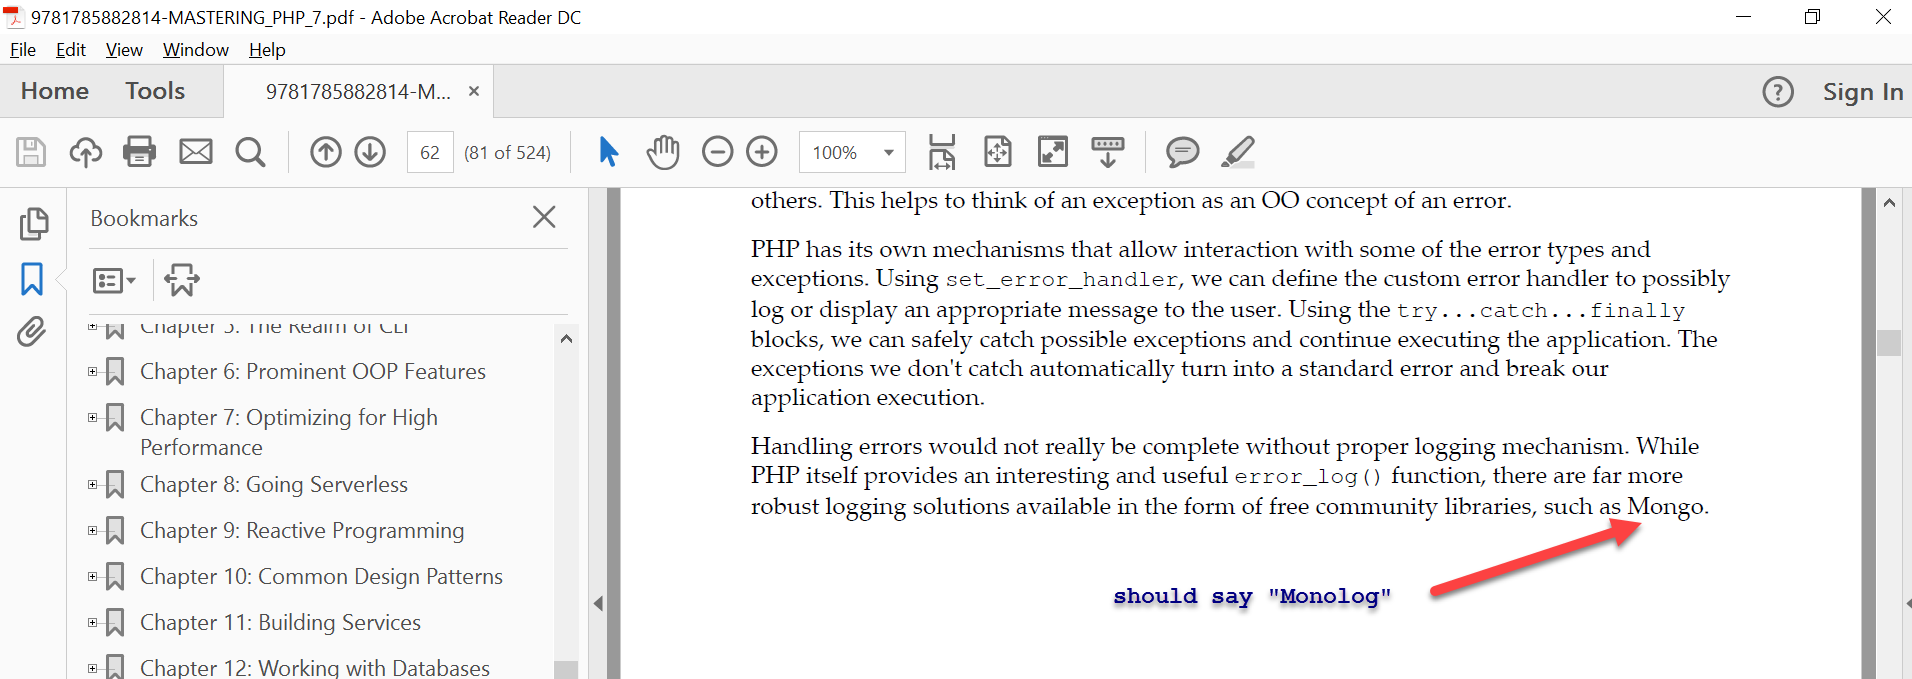 9781785882814-MASTERING_PHP_7.pdf - Adobe Acrobat Reader DC
File Edit View Window Help
Home Tools 9781785882814-M... × ? Sign In
62 (81 of 524) 100%
Bookmarks
Chapter 5: The Realm of CLI
Chapter 6: Prominent OOP Features
Chapter 7: Optimizing for High
Performance
Chapter 8: Going Serverless
Chapter 9: Reactive Programming
Chapter 10: Common Design Patterns
Chapter 11: Building Services
Chapter 12: Working with Databases
others. This helps to think of an exception as an OO concept of an error.
PHP has its own mechanisms that allow interaction with some of the error types and
exceptions. Using set_error_handler, we can define the custom error handler to possibly
log or display an appropriate message to the user. Using the try...catch...finally
blocks, we can safely catch possible exceptions and continue executing the application. The
exceptions we don't catch automatically turn into a standard error and break our
application execution.
Handling errors would not really be complete without proper logging mechanism. While
PHP itself provides an interesting and useful error_log() function, there are far more
robust logging solutions available in the form of free community libraries, such as Mongo.
should say "Monolog"